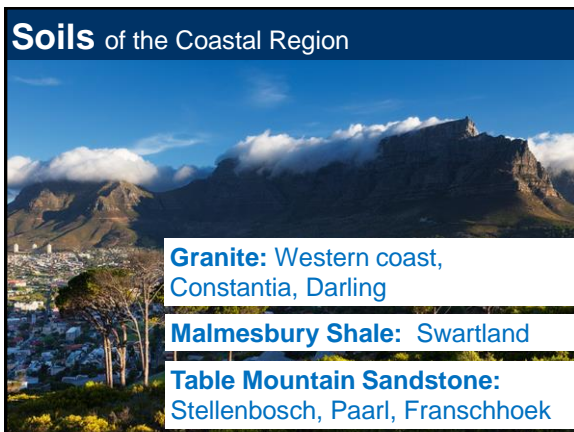 Soils of the Coastal Region
Granite: Western coast,
Constantia, Darling
Malmesbury Shale: Swartland
Table Mountain Sandstone:
Stellenbosch, Paarl, Franschhoek